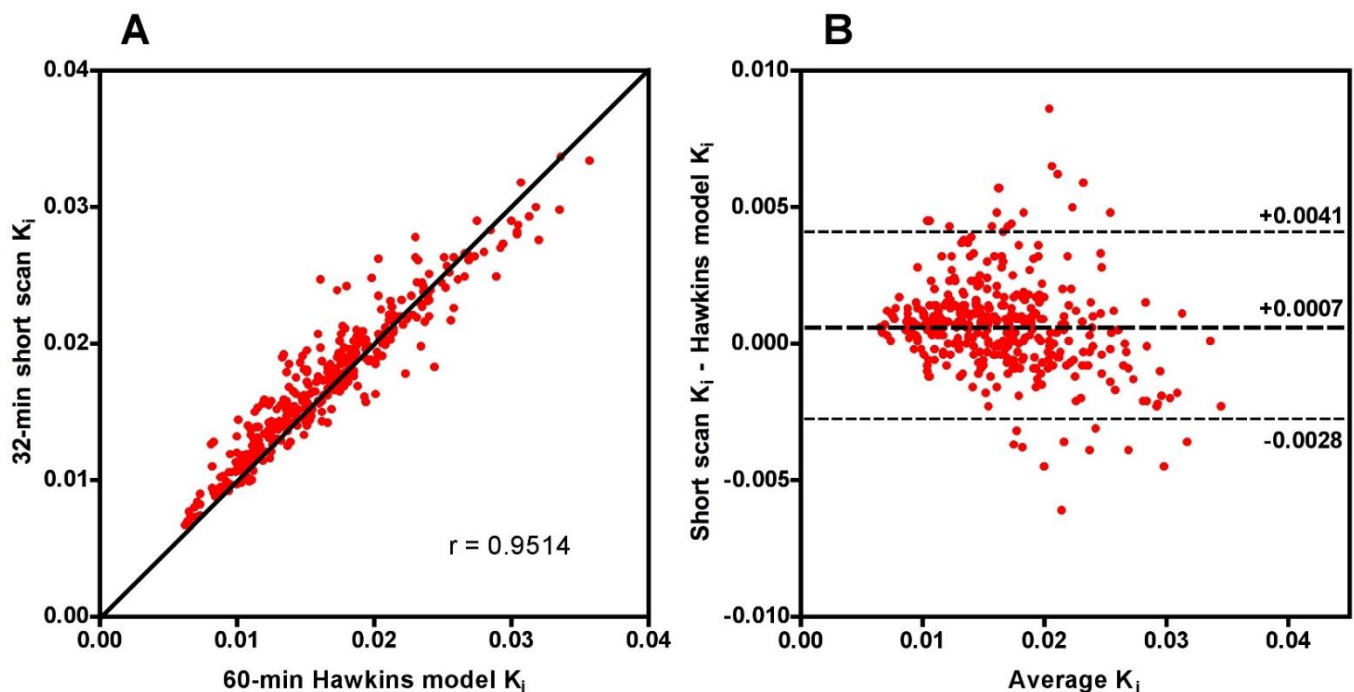 A
0.04
0.03
0.02
0.01
0.00
32-min short scan Ki
r = 0.9514
0.00 0.01 0.02 0.03 0.04
60-min Hawkins model Ki
B
0.010
0.005
0.000
-0.005
-0.010
Short scan Ki - Hawkins model Ki
+0.0041
+0.0007
-0.0028
0.00 0.01 0.02 0.03 0.04
Average Ki